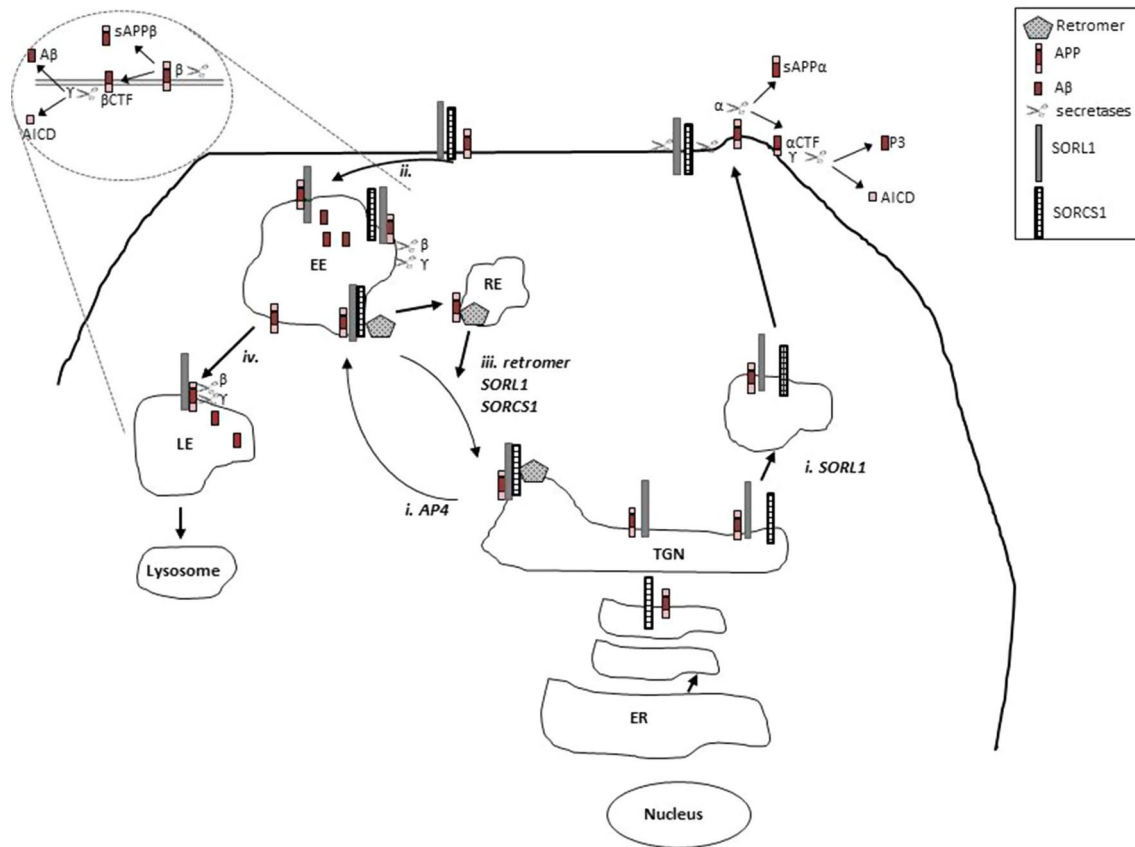 sAPPβ
Aβ
β
ϒ
βCTF
AICD
ii.
EE
β
ϒ
RE
iv.
β
ϒ
LE
Lysosome
iii. retromer
SORL1
SORCS1
i. AP4
TGN
ER
Nucleus
i. SORL1
sAPPα
α
αCTF
ϒ
P3
AICD
Retromer
APP
Aβ
secretases
SORL1
SORCS1